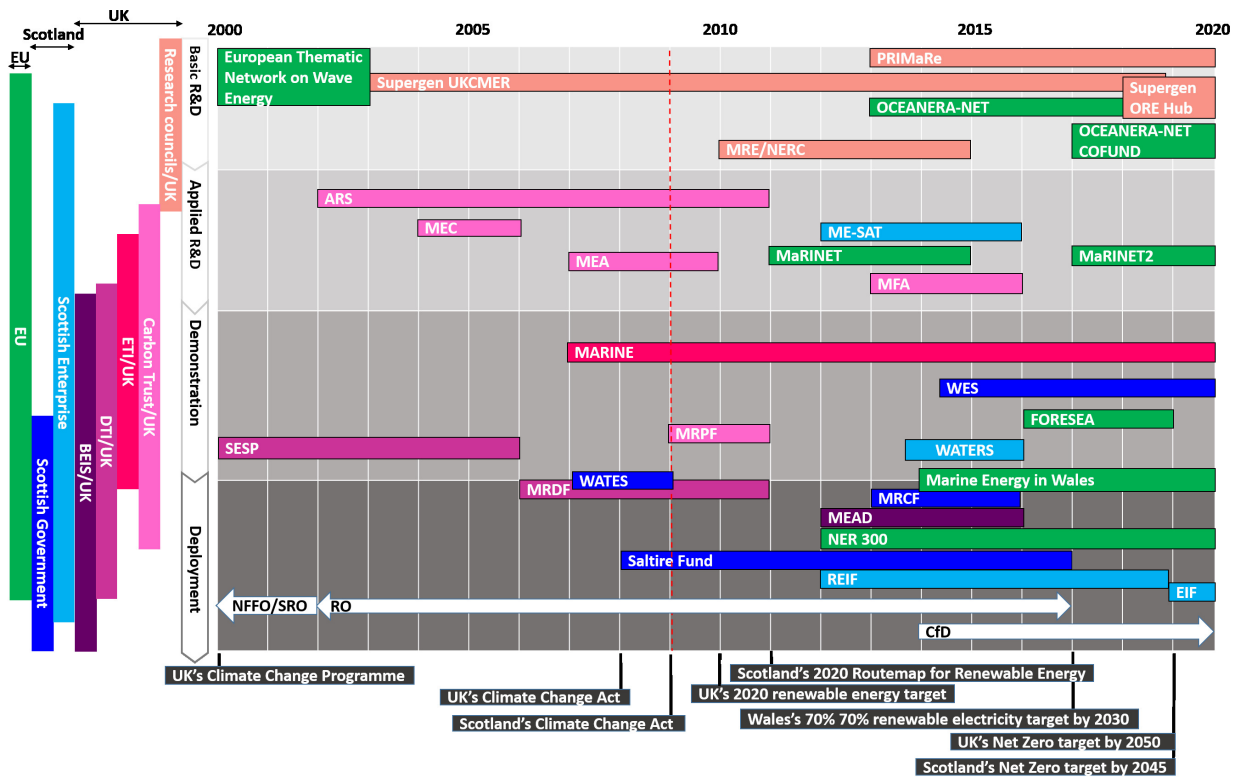 UK
Scotland
EU
2000
2005
2010
2015
2020
EU
Scottish Government
Scottish Enterprise
BEIS/UK
DTI/UK
ETI/UK
Carbon Trust/UK
Research councils/UK
Basic R&D
Applied R&D
Demonstration
Deployment
European Thematic
Network on Wave
Energy
PRIMaRe
Supergen UKCMER
Supergen
ORE Hub
OCEANERA-NET
OCEANERA-NET
COFUND
MRE/NERC
ARS
MEC
ME-SAT
MEA
MaRINET
MaRINET2
MFA
MARINE
WES
FORESEA
MRPF
SESP
WATERS
WATES
MRDF
Marine Energy in Wales
MRCF
MEAD
NER 300
Saltire Fund
REIF
EIF
NFFO/SRO
RO
CfD
UK's Climate Change Programme
Scotland's 2020 Routemap for Renewable Energy
UK's Climate Change Act
UK's 2020 renewable energy target
Scotland's Climate Change Act
Wales's 70% 70% renewable electricity target by 2030
UK's Net Zero target by 2050
Scotland's Net Zero target by 2045